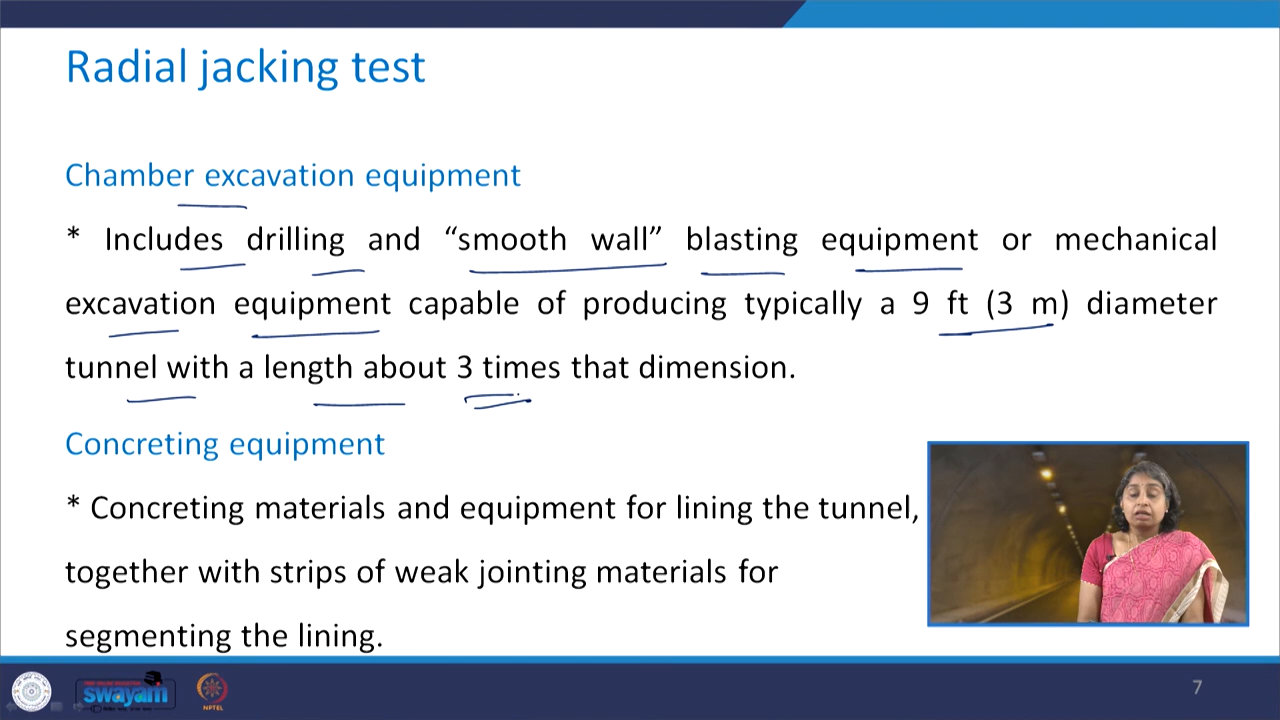 Radial jacking test
Chamber excavation equipment
* Includes drilling and “smooth wall” blasting equipment or mechanical
excavation equipment capable of producing typically a 9 ft (3 m) diameter
tunnel with a length about 3 times that dimension.
Concreting equipment
* Concreting materials and equipment for lining the tunnel,
together with strips of weak jointing materials for
segmenting the lining.
swayam
NPTEL
7